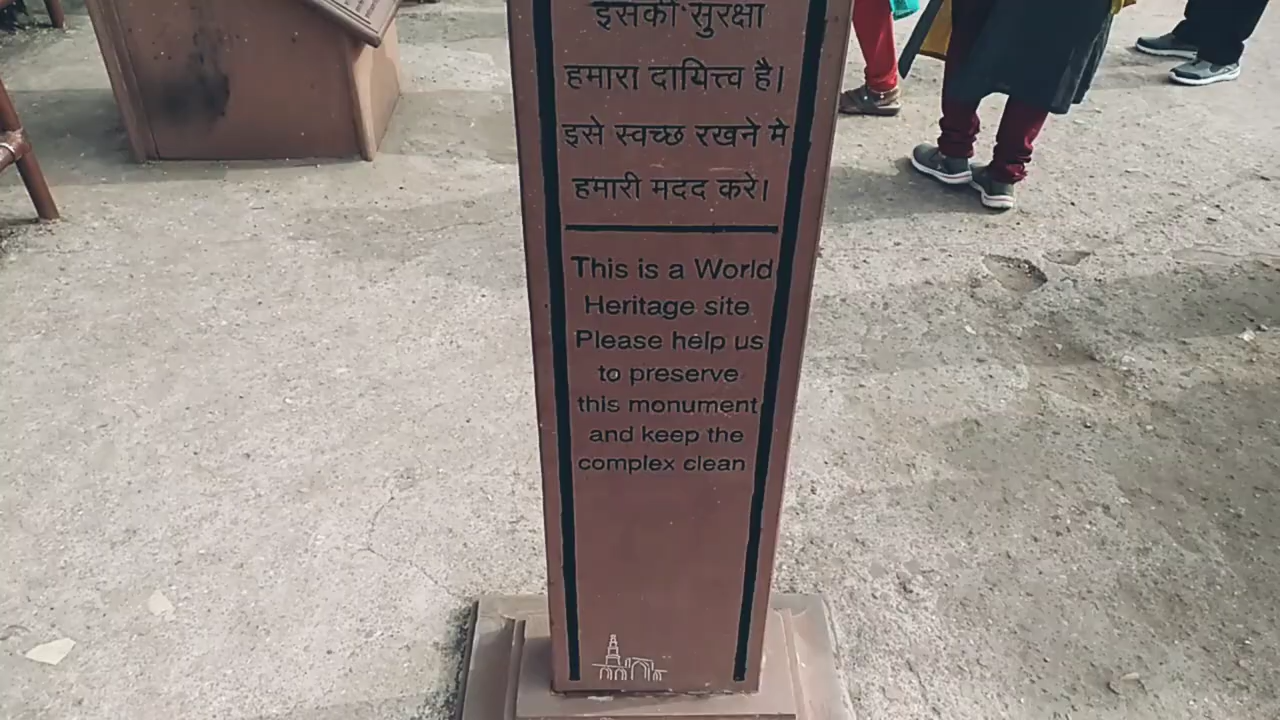 इसकी सुरक्षा
हमारा दायित्त्व है।
इसे स्वच्छ रखने मे
हमारी मदद करे।
This is a World
Heritage site
Please help us
to preserve
this monument
and keep the
complex clean